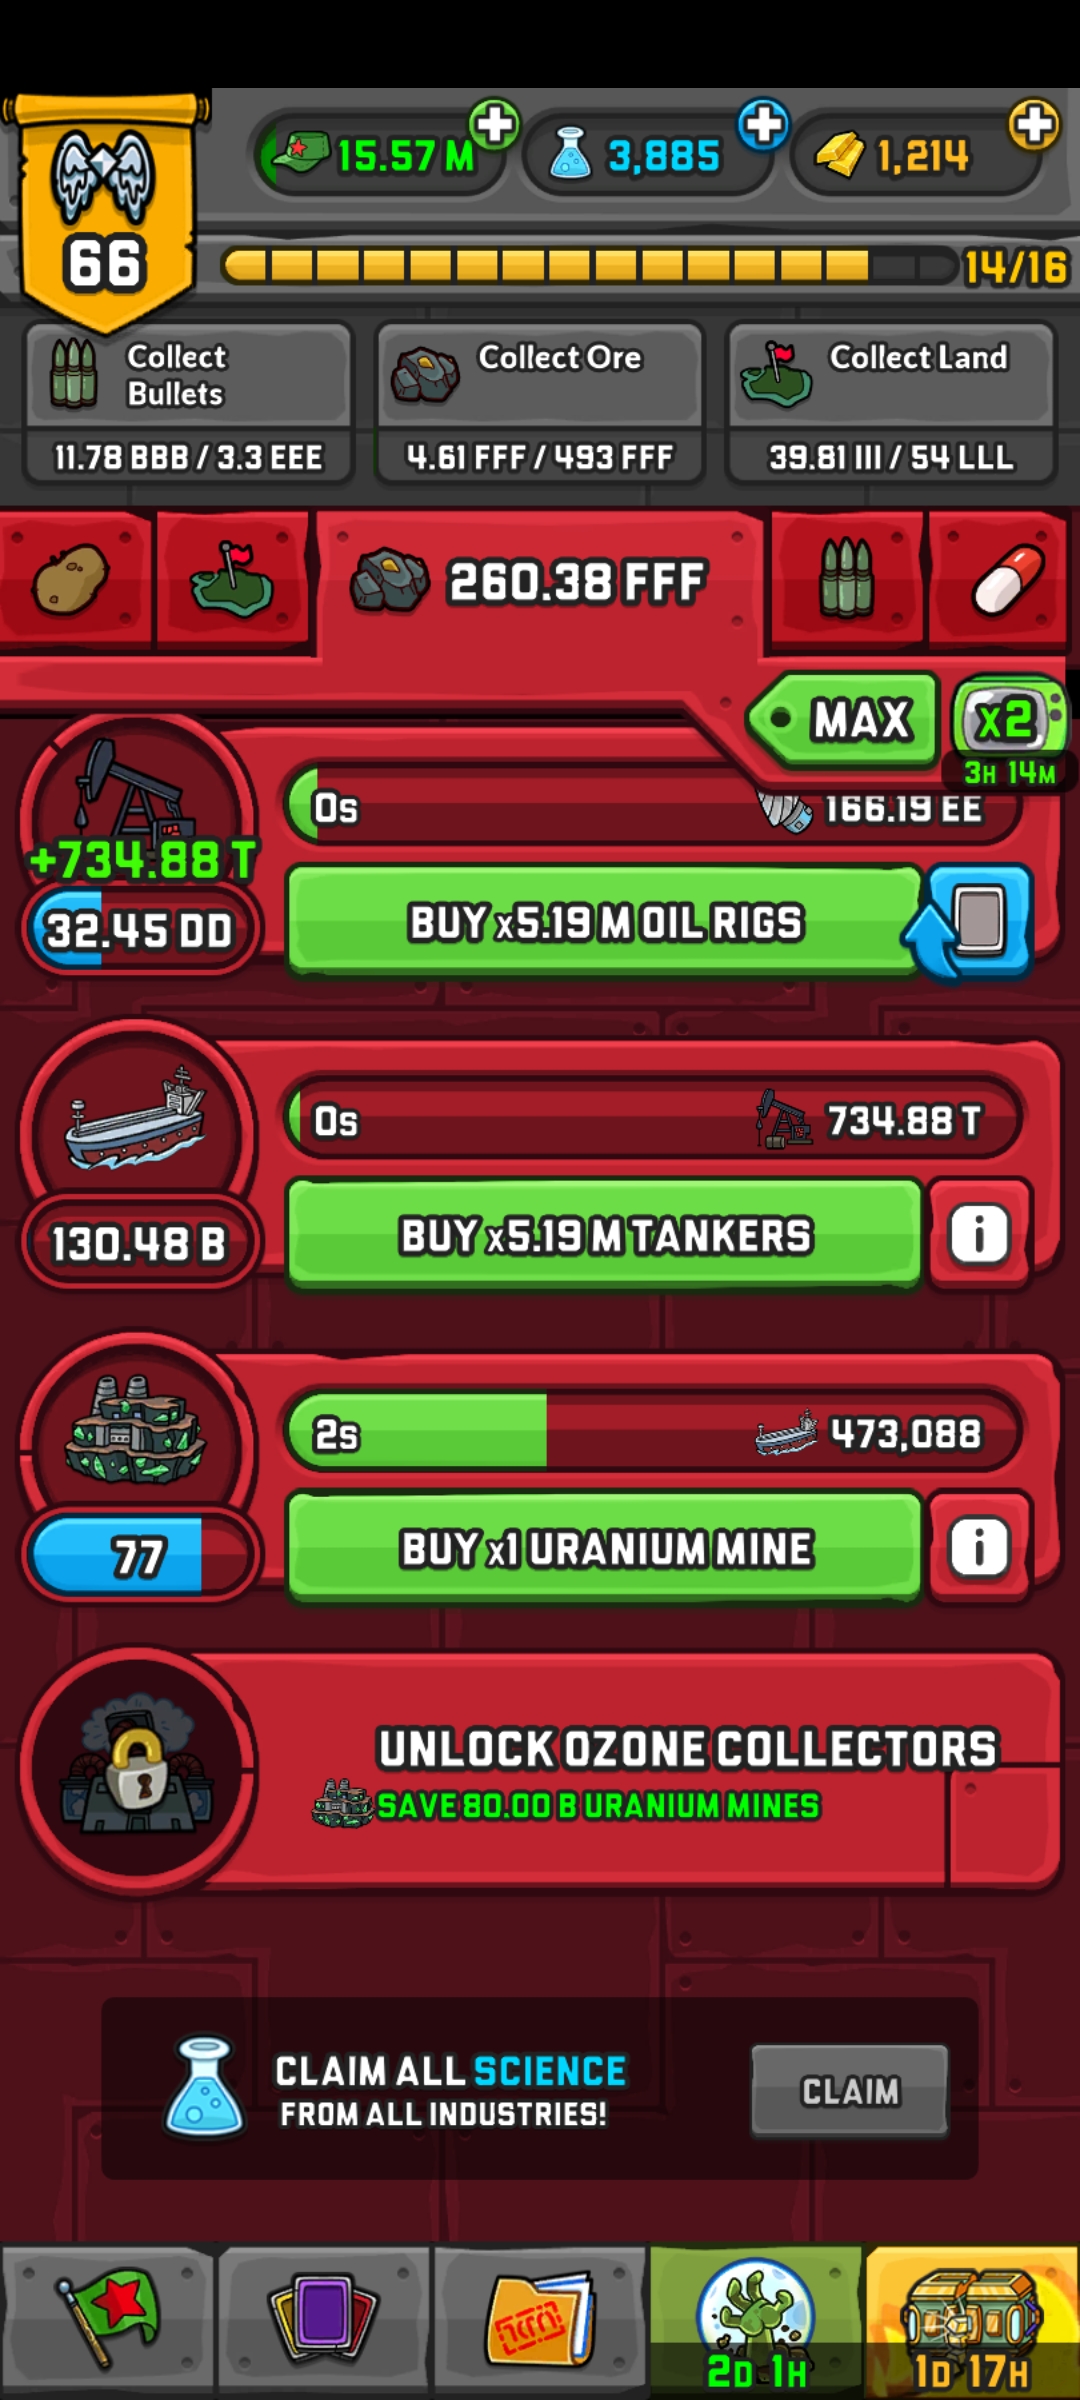 15.57 M
3,885
1,214
66
14/16
Collect
Bullets
11.78 BBB / 3.3 EEE
Collect Ore
4.61 FFF / 493 FFF
Collect Land
39.81 III / 54 LLL
260.38 FFF
MAX
X2
3H 14M
0s
166.19 EE
+734.88 T
32.45 DD
BUY x5.19 M OIL RIGS
0s
734.88 T
130.48 B
BUY x5.19 M TANKERS
i
2s
473,088
77
BUY x1 URANIUM MINE
i
UNLOCK OZONE COLLECTORS
SAVE 80.00 B URANIUM MINES
CLAIM ALL SCIENCE
FROM ALL INDUSTRIES!
CLAIM
2D 1H
1D 17H